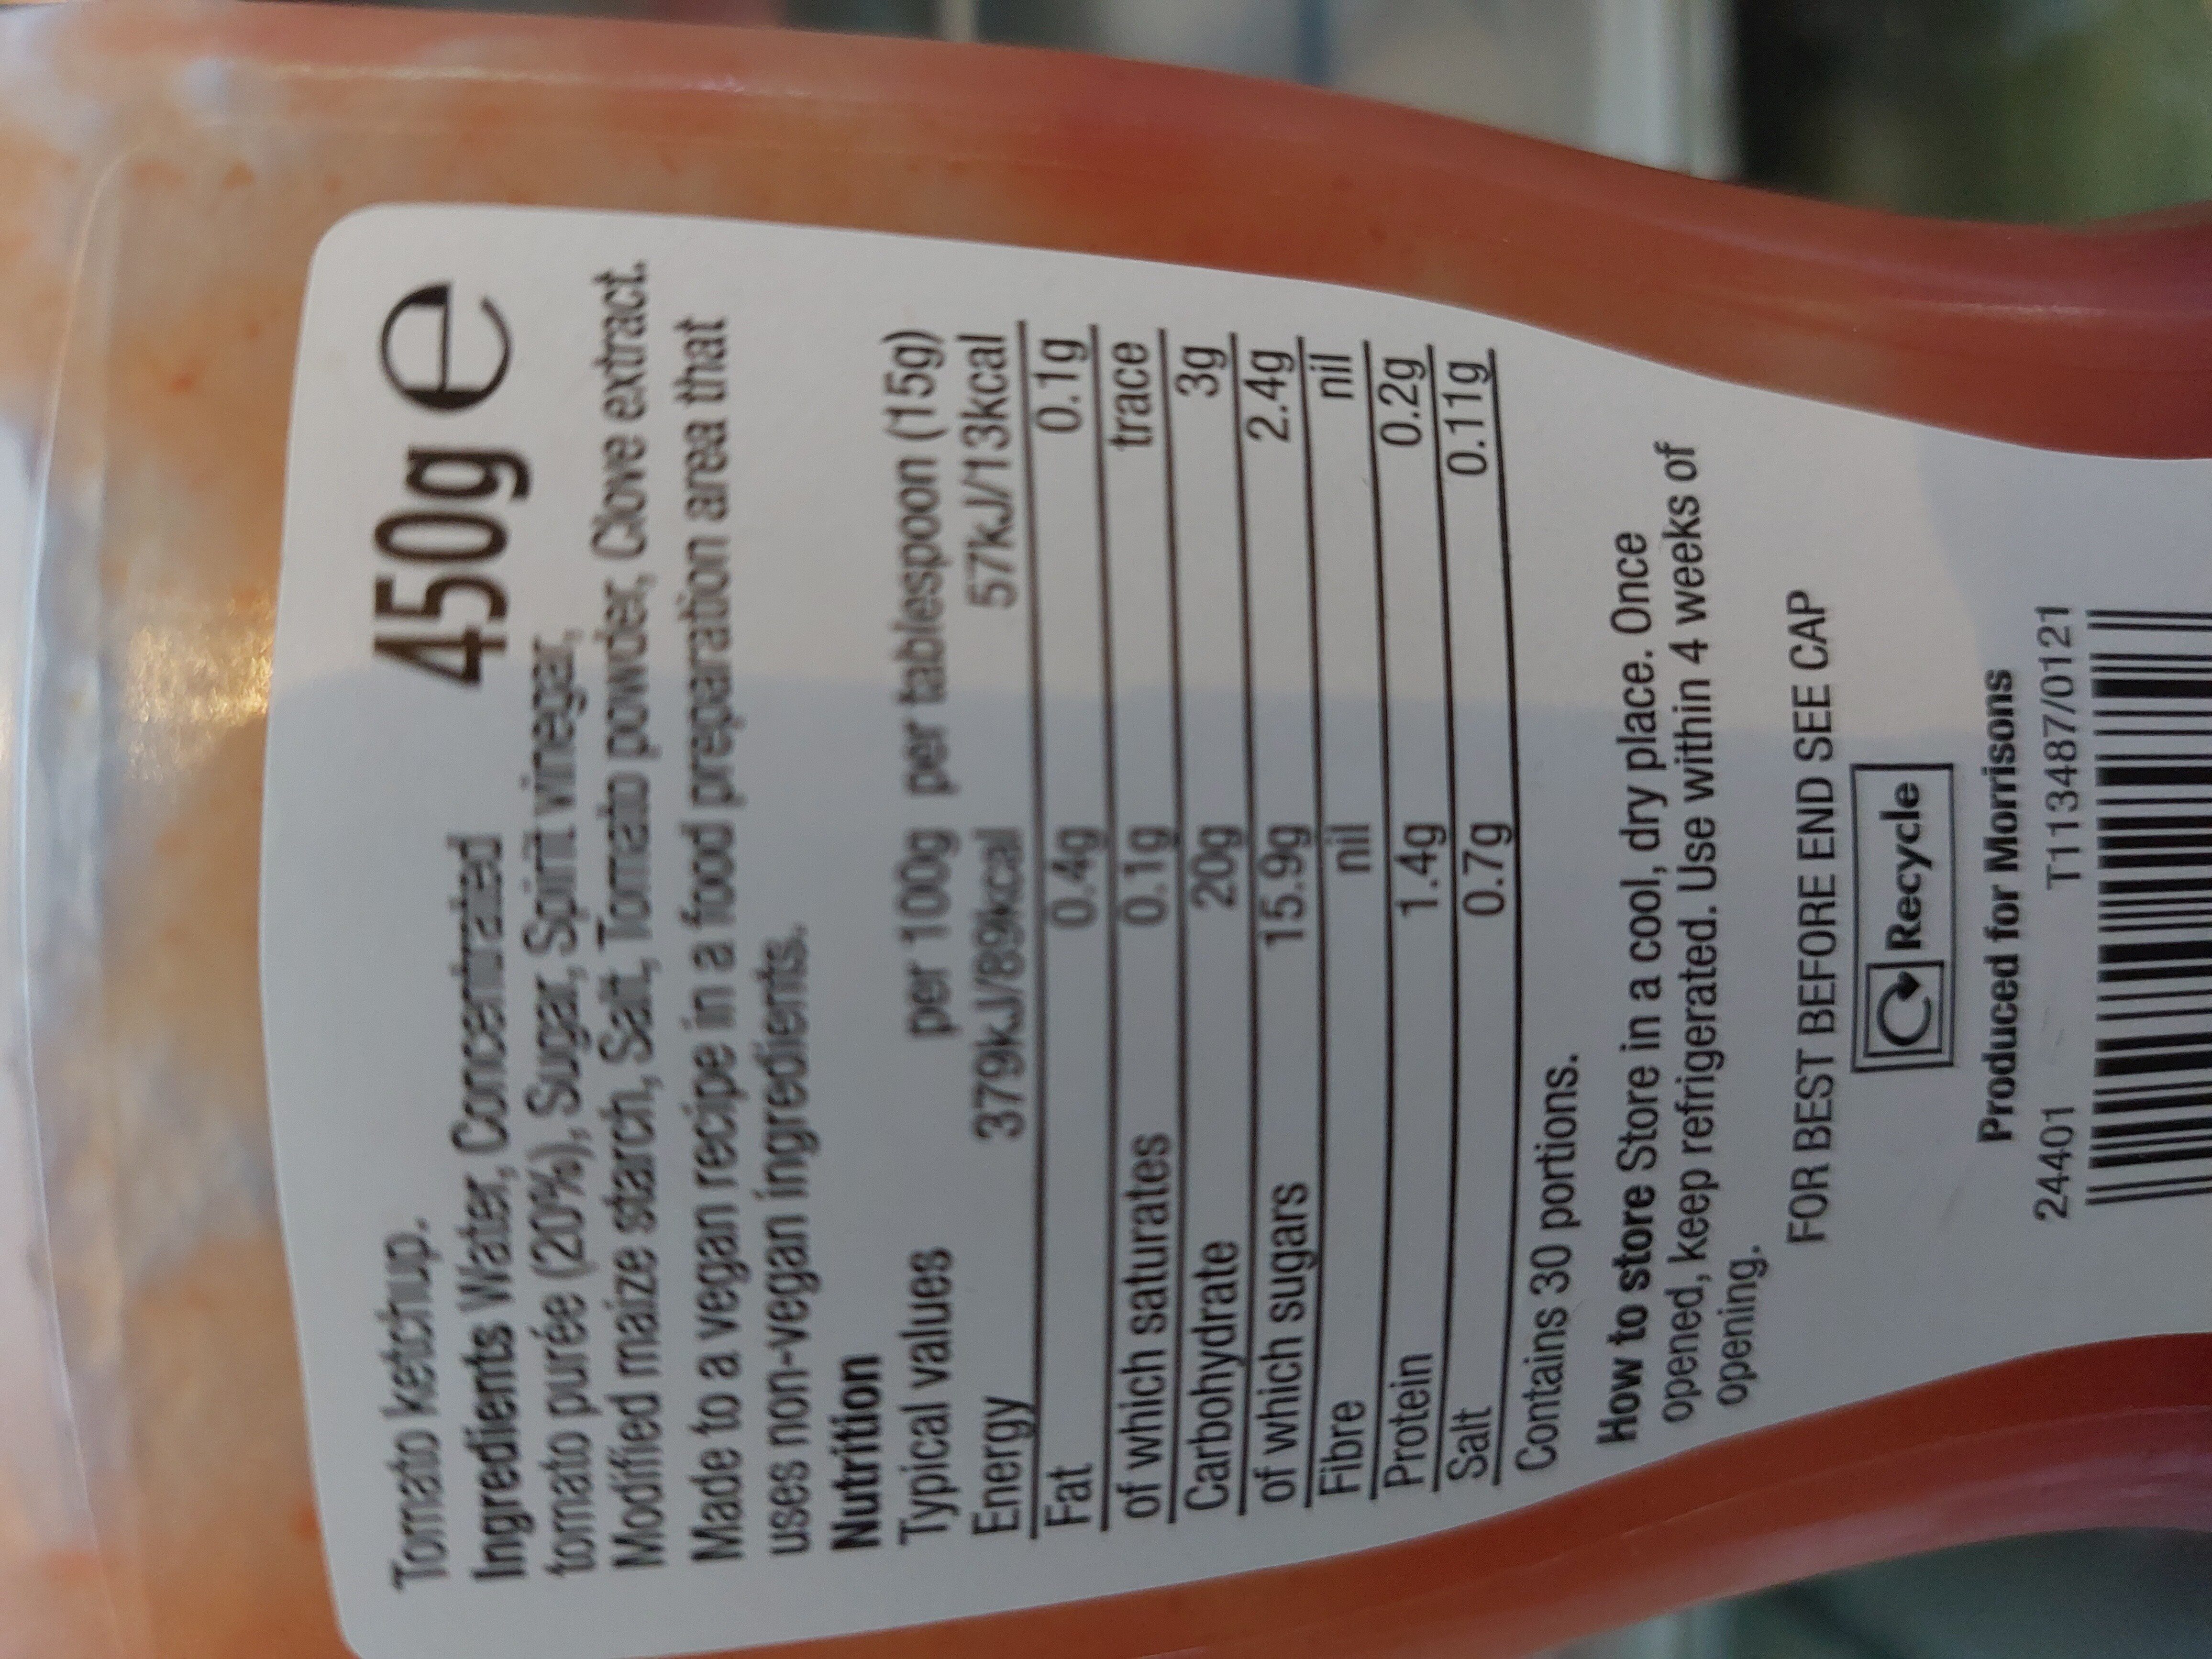 Tomato ketchup.
450g e
Ingredients Water, Concentrated
tomato purée (20%), Sugar, Spirit vinegar,
Modified maize starch, Salt, Tomato powder, Clove extract.
Made to a vegan recipe in a food preparation area that
uses non-vegan ingredients.
Nutrition
Typical values per 100g per tablespoon (15g)
Energy 379kJ/89kcal 57kJ/13kcal
Fat 0.4g 0.1g
of which saturates 0.1g trace
Carbohydrate 20g 3g
of which sugars 15.9g 2.4g
Fibre nil nil
Protein 1.4g 0.2g
Salt 0.7g 0.11g
Contains 30 portions.
How to store Store in a cool, dry place. Once
opened, keep refrigerated. Use within 4 weeks of
opening.
FOR BEST BEFORE END SEE CAP
Recycle
Produced for Morrisons
24401 T113487/0121